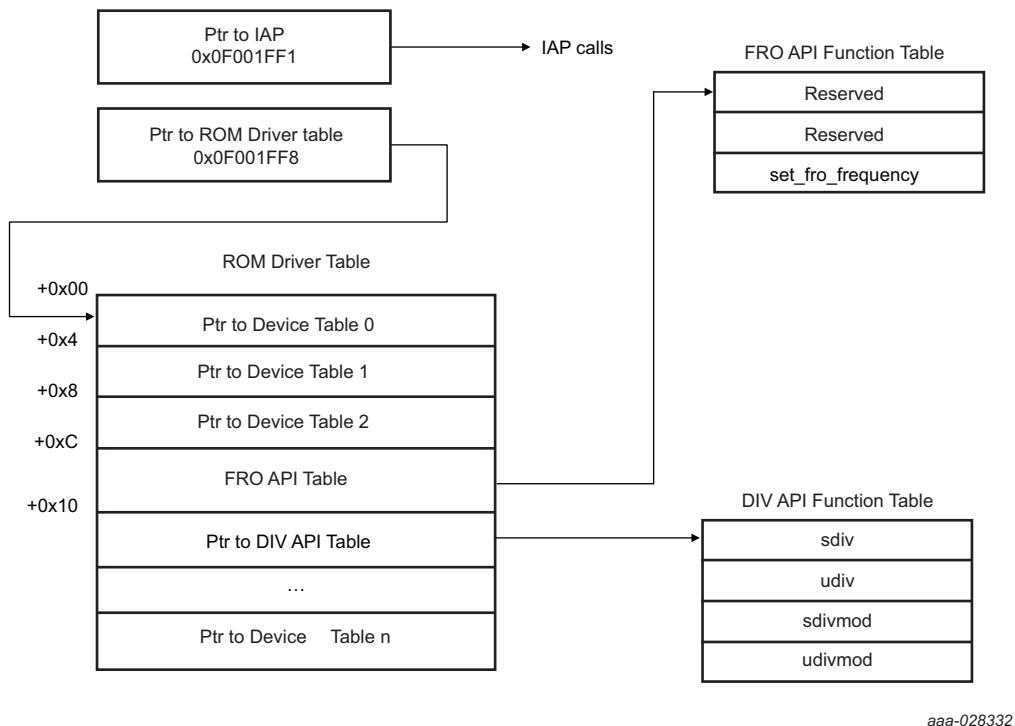 Ptr to IAP
0x0F001FF1
IAP calls
FRO API Function Table
Reserved
Reserved
set_fro_frequency
Ptr to ROM Driver table
0x0F001FF8
ROM Driver Table
+0x00
Ptr to Device Table 0
+0x4
Ptr to Device Table 1
+0x8
Ptr to Device Table 2
+0xC
FRO API Table
+0x10
Ptr to DIV API Table
...
Ptr to Device Table n
DIV API Function Table
sdiv
udiv
sdivmod
udivmod
aaa-028332